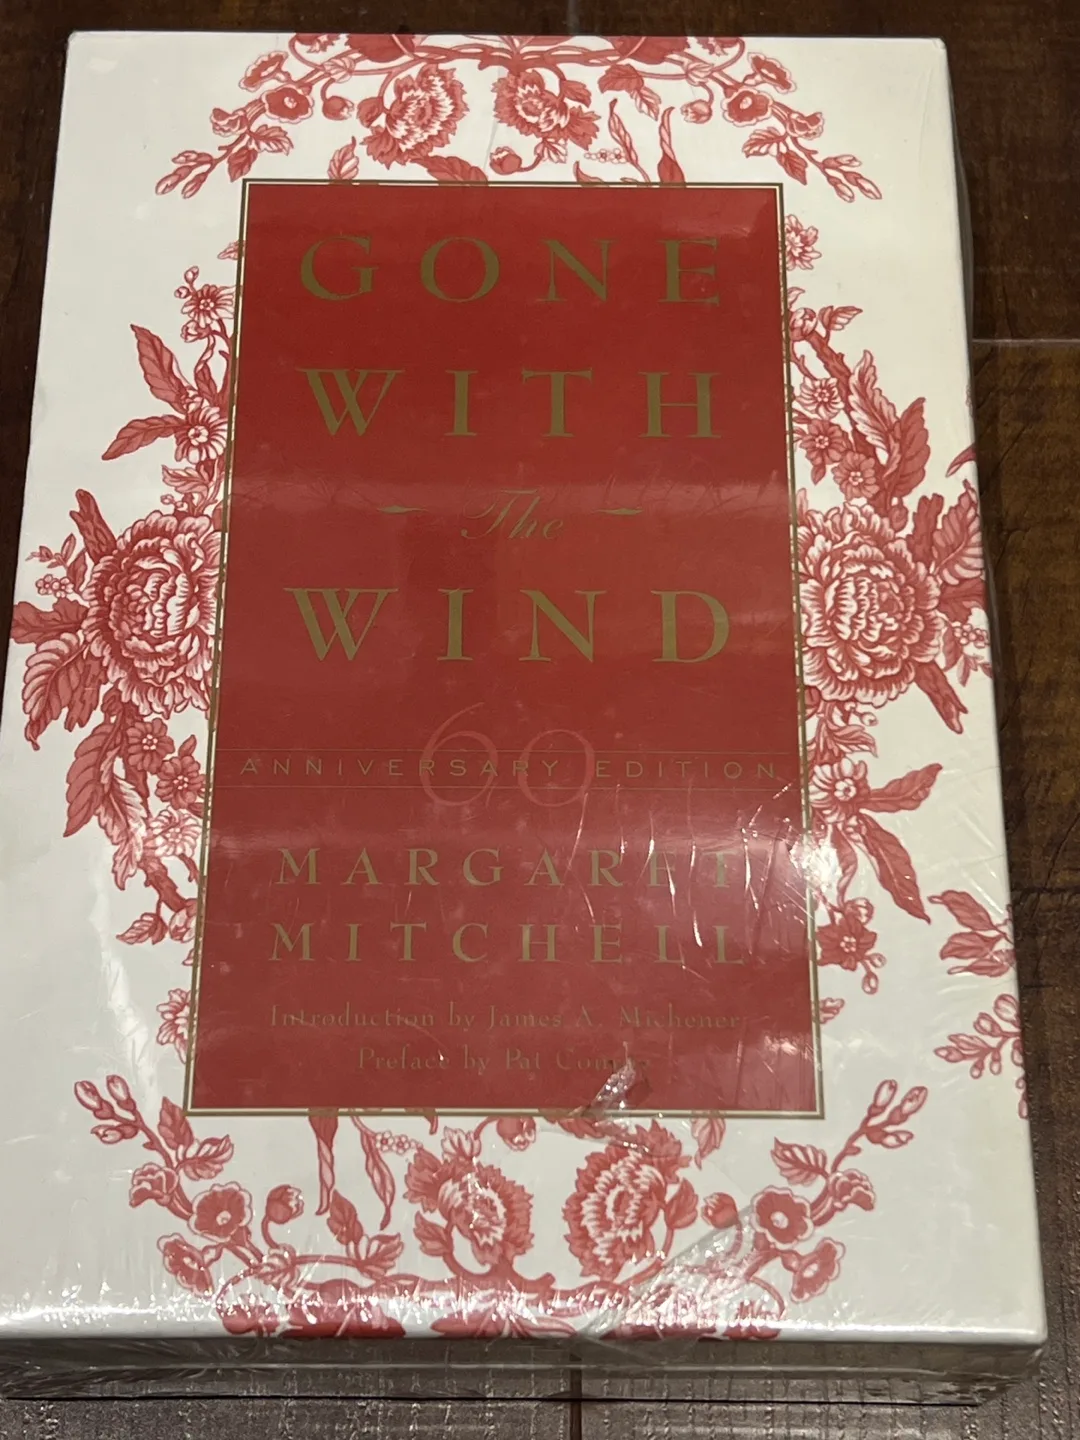 GONE
WITH
The
WIND
60
ANNIVERSARY EDITION
MARGARET
MITCHELL
Introduction by James A. Michener
Preface by Pat Conroy